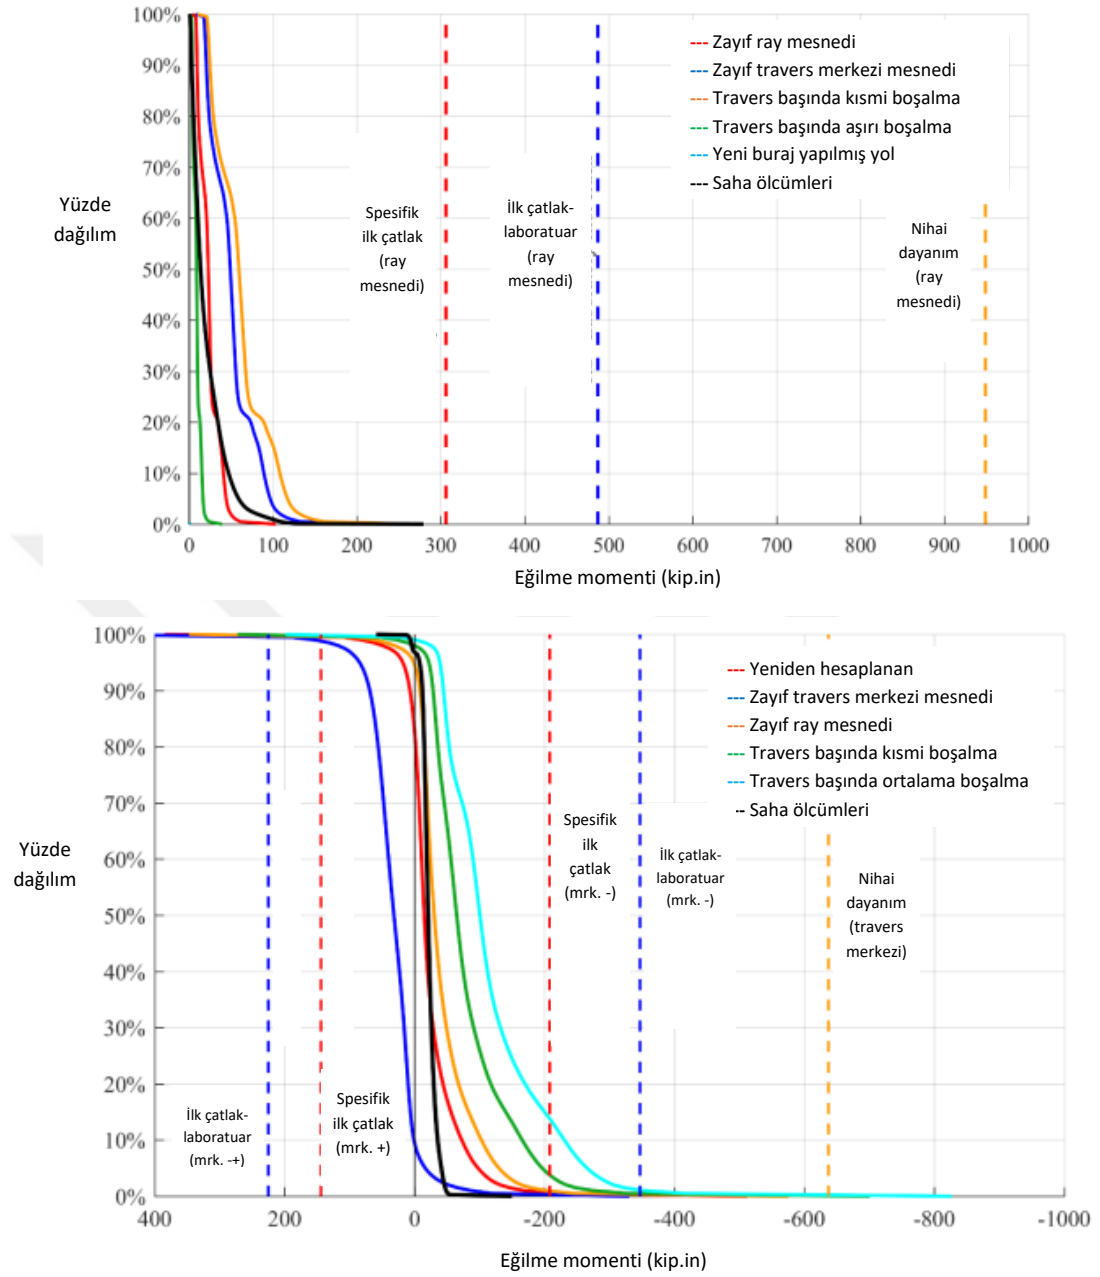 100%
90%
80%
70%
60%
50%
40%
30%
20%
10%
0%
Yüzde
dağılım
--- Zayıf ray mesnedi
--- Zayıf travers merkezi mesnedi
--- Travers başında kısmi boşalma
--- Travers başında aşırı boşalma
--- Yeni buraj yapılmış yol
--- Saha ölçümleri
Spesifik
ilk çatlak
(ray
mesnedi)
İlk çatlak-
laboratuar
(ray
mesnedi)
Nihai
dayanım
(ray
mesnedi)
0 100 200 300 400 500 600 700 800 900 1000
Eğilme momenti (kip.in)
100%
90%
80%
70%
60%
50%
40%
30%
20%
10%
0%
Yüzde
dağılım
--- Yeniden hesaplanan
--- Zayıf travers merkezi mesnedi
--- Zayıf ray mesnedi
--- Travers başında kısmi boşalma
--- Travers başında ortalama boşalma
-- Saha ölçümleri
Spesifik
ilk
çatlak
(mrk. -)
İlk çatlak-
laboratuar
(mrk. -)
Nihai
dayanım
(travers
merkezi)
İlk çatlak-
laboratuar
(mrk. -+)
Spesifik
ilk çatlak
(mrk. +)
400 200 0 -200 -400 -600 -800 -1000
Eğilme momenti (kip.in)